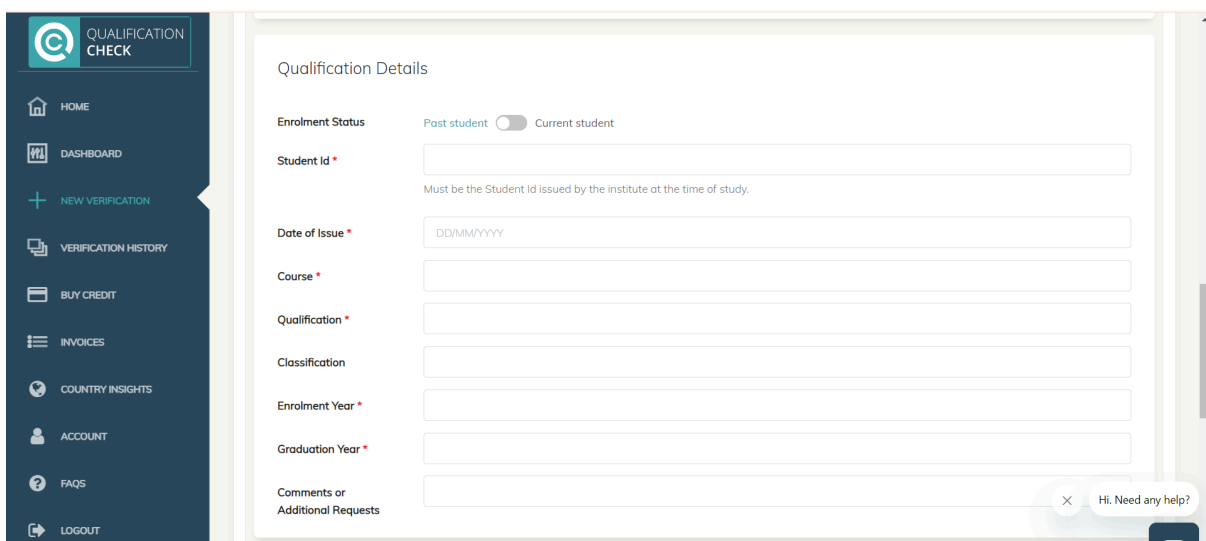 QUALIFICATION
CHECK
HOME
DASHBOARD
NEW VERIFICATION
VERIFICATION HISTORY
BUY CREDIT
INVOICES
COUNTRY INSIGHTS
ACCOUNT
FAQS
LOGOUT
Qualification Details
Enrolment Status Past student Current student
Student Id *
Must be the Student Id issued by the institute at the time of study.
Date of Issue * DD/MM/YYYY
Course *
Qualification *
Classification
Enrolment Year *
Graduation Year *
Comments or
Additional Requests
Hi. Need any help?